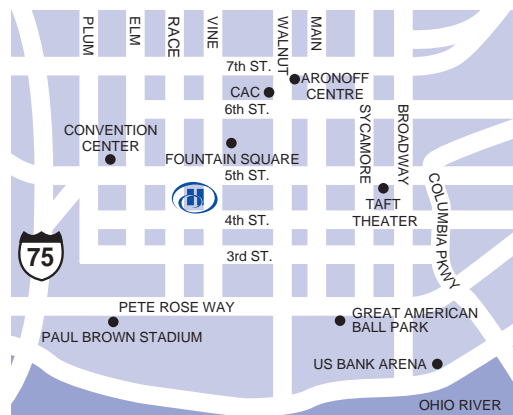 PLUM
ELM
RACE
VINE
WALNUT
MAIN
7th ST.
ARONOFF
CENTRE
CAC
6th ST.
CONVENTION
CENTER
SYCAMORE
BROADWAY
FOUNTAIN SQUARE
5th ST.
COLUMBIA PKWY
H
TAFT
THEATER
4th ST.
75
3rd ST.
PETE ROSE WAY
GREAT AMERICAN
BALL PARK
PAUL BROWN STADIUM
US BANK ARENA
OHIO RIVER